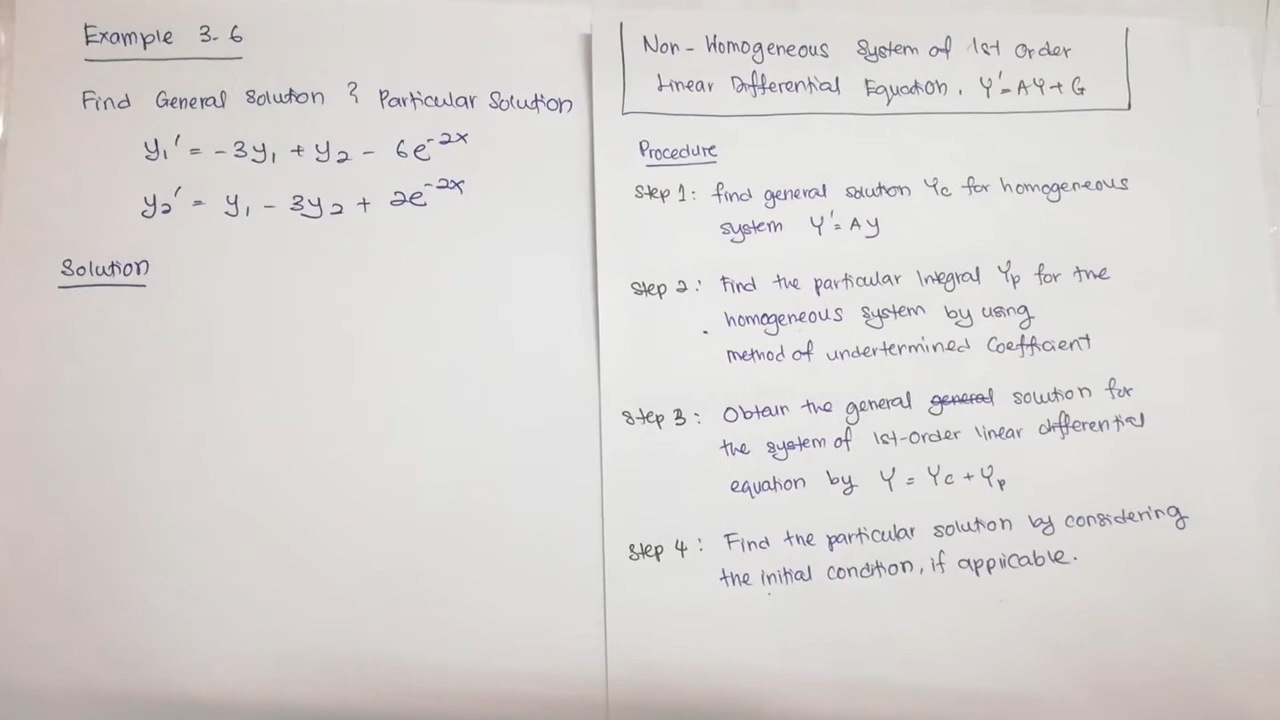 Example 3.6
Find General Solution & Particular Solution
y₁' = -3y₁ + y₂ - 6e⁻²ˣ
y₂' = y₁ - 3y₂ + 2e⁻²ˣ
Solution
Non-Homogeneous System of 1st Order
Linear Differential Equation, Y' = AY + G
Procedure
Step 1: find general solution Yc for homogeneous
system Y' = AY
Step 2: Find the particular Integral Yp for the
homogeneous system by using
method of undertermined Coefficient
Step 3: Obtain the general general solution for
the system of 1st-order linear differential
equation by Y = Yc + Yp
Step 4: Find the particular solution by considering
the initial condition, if applicable.